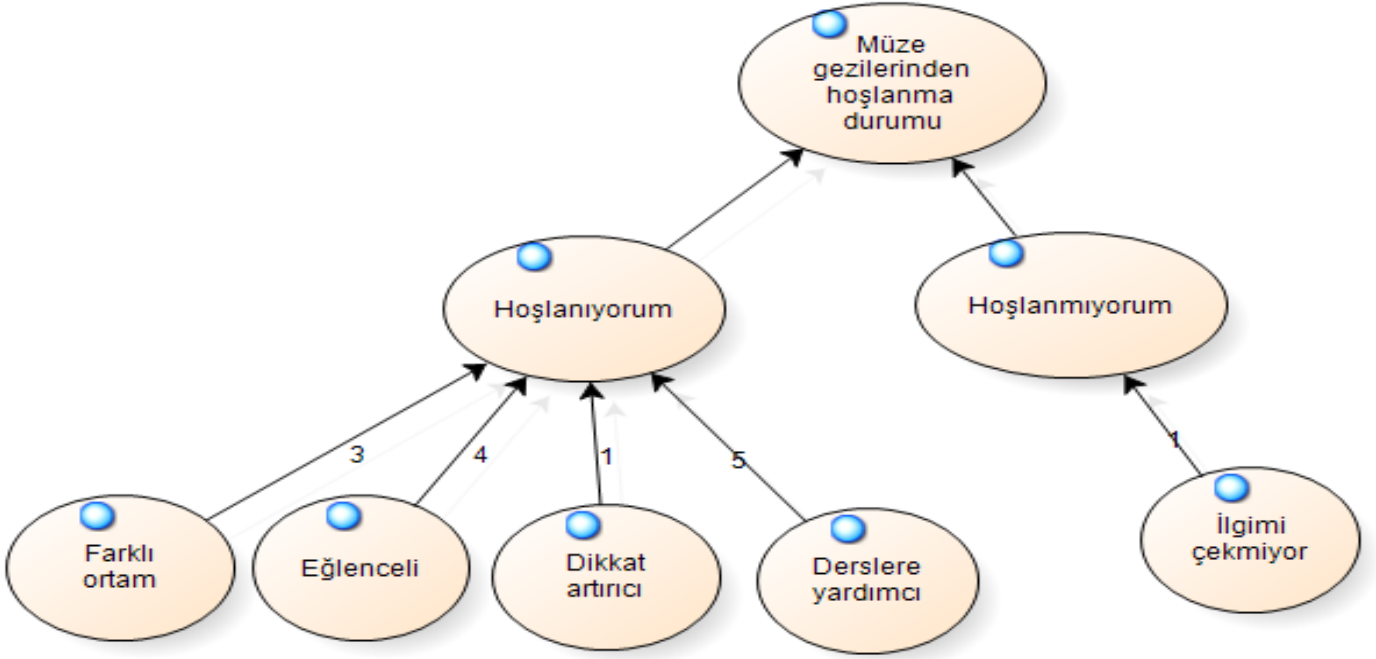 Müze
gezilerinden
hoşlanma
durumu
Hoşlanıyorum
Hoşlanmıyorum
3
4
1
5
1
Farklı
ortam
Eğlenceli
Dikkat
artırıcı
Derslere
yardımcı
İlgimi
çekmiyor